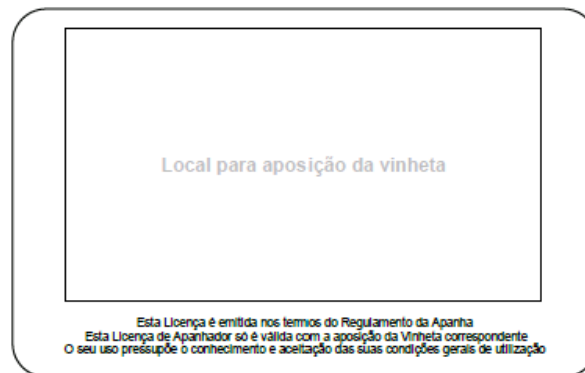 Local para aposição da vinheta
Esta Licença é emitida nos termos do Regulamento da Apanha
Esta Licença de Apanhador só é válida com a aposição da Vinheta correspondente
O seu uso pressupõe o conhecimento e aceitação das suas condições gerais de utilização